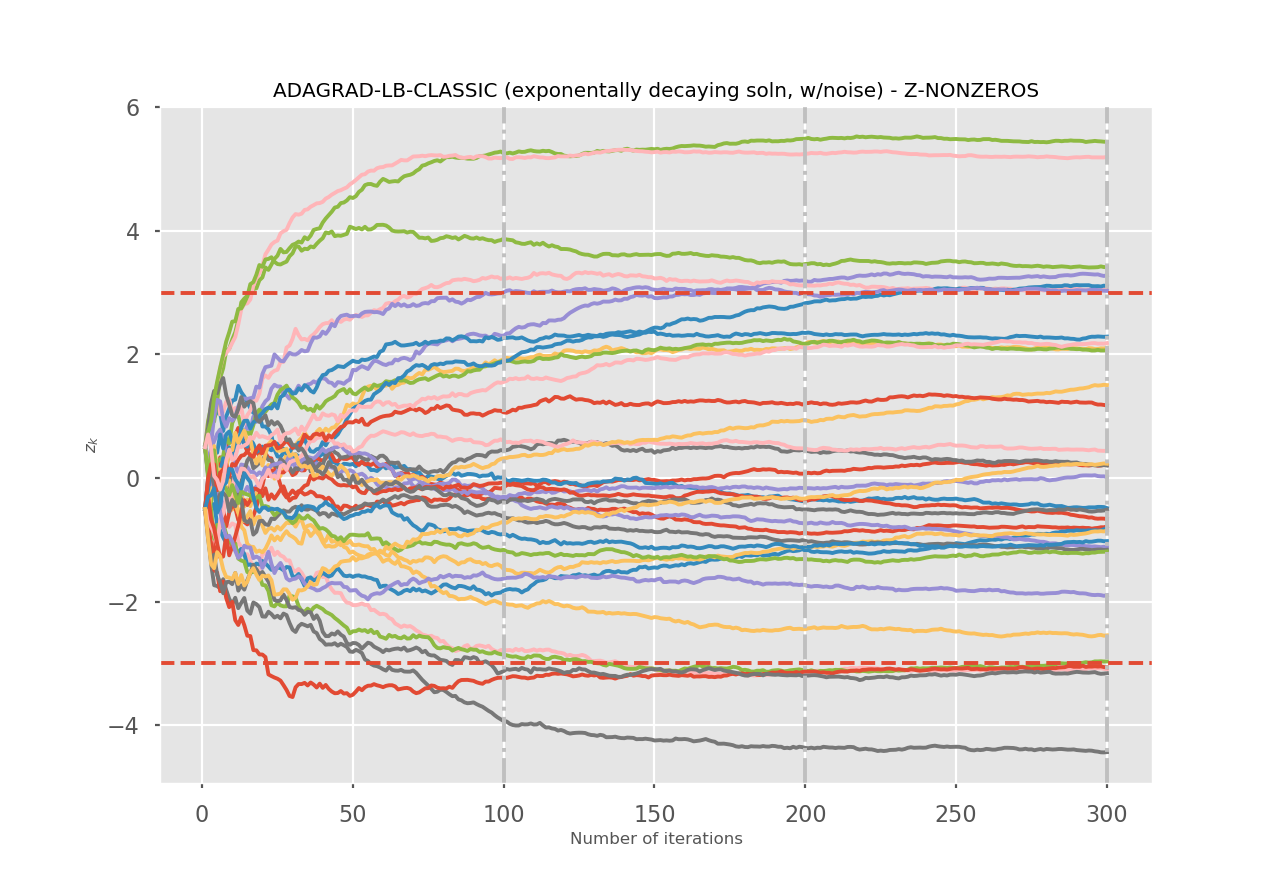 ADAGRAD-LB-CLASSIC (exponentially decaying soln, w/noise) - Z-NONZEROS
6
4
2
0
−2
−4
z_k
0 50 100 150 200 250 300
Number of iterations